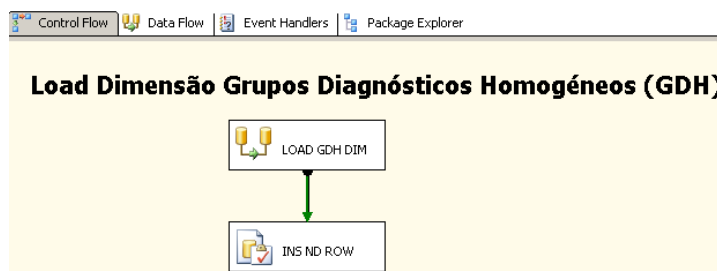 Control Flow Data Flow Event Handlers Package Explorer
Load Dimensão Grupos Diagnósticos Homogéneos (GDH)
LOAD GDH DIM
INS ND ROW